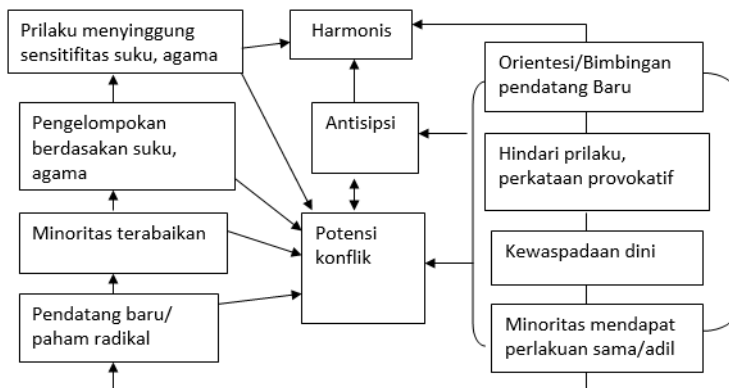 Prilaku menyinggung
sensitifitas suku, agama
Harmonis
Orientesi/Bimbingan
pendatang Baru
Pengelompokan
berdasakan suku,
agama
Antisipsi
Hindari prilaku,
perkataan provokatif
Minoritas terabaikan
Potensi
konflik
Kewaspadaan dini
Pendatang baru/
paham radikal
Minoritas mendapat
perlakuan sama/adil